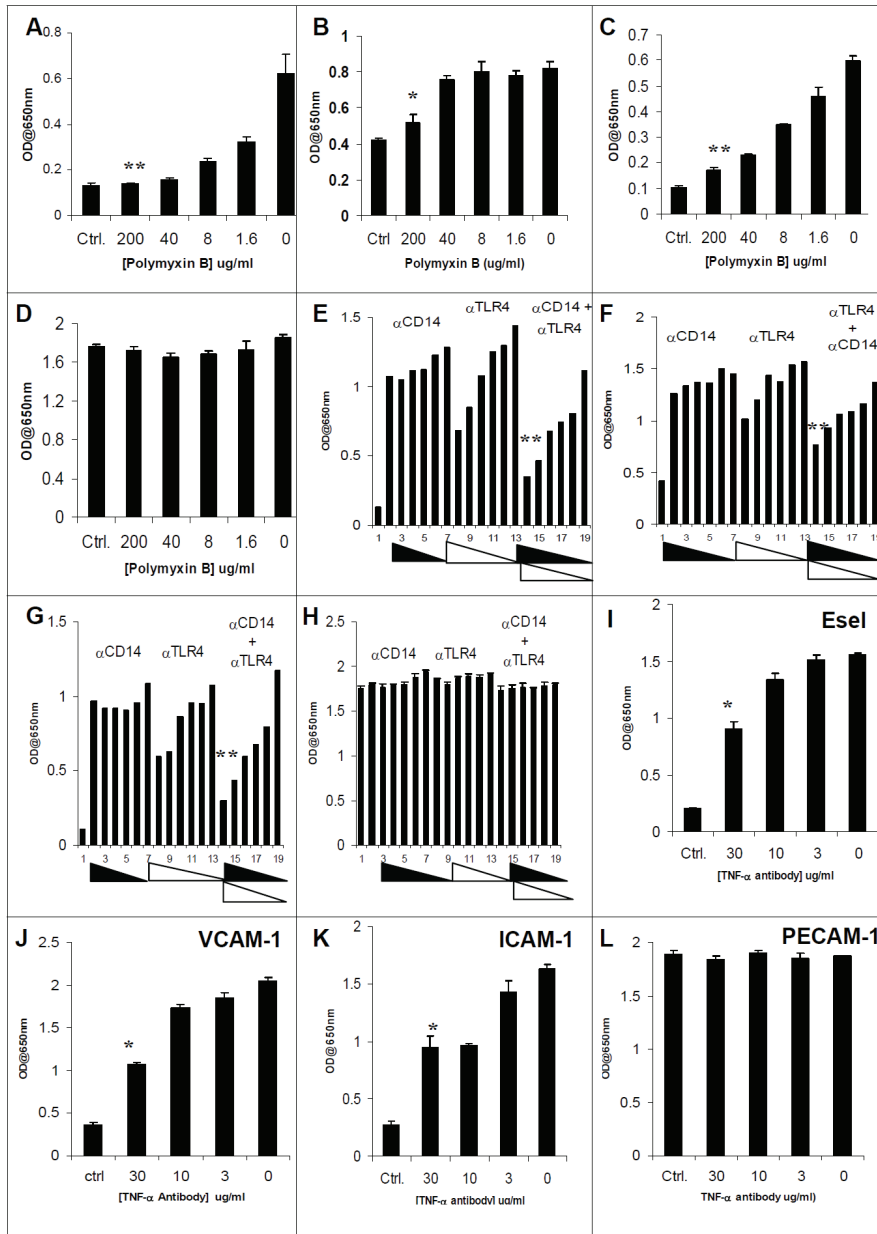 A
OD@650nm
0.8
0.6
0.4
0.2
0
**
Ctrl. 200 40 8 1.6 0
[Polymyxin B] ug/ml
B
OD@650nm
1
0.8
0.6
0.4
0.2
0
*
Ctrl 200 40 8 1.6 0
Polymyxin B (ug/ml)
C
OD@650nm
0.7
0.6
0.5
0.4
0.3
0.2
0.1
0
**
Ctrl. 200 40 8 1.6 0
[Polymyxin B] ug/ml
D
OD@650nm
2
1.6
1.2
0.8
0.4
0
Ctrl. 200 40 8 1.6 0
[Polymyxin B] ug/ml
E
OD@650nm
1.5
1
0.5
0
αCD14
αTLR4
αCD14 +
αTLR4
**
1 3 5 7 9 11 13 15 17 19
F
OD@650nm
2
1.5
1
0.5
0
αCD14
αTLR4
αTLR4
+
αCD14
**
1 3 5 7 9 11 13 15 17 19
G
OD@650nm
1.5
1
0.5
0
αCD14
αTLR4
αCD14
+
αTLR4
**
1 3 5 7 9 11 13 15 17 19
H
OD@650nm
2.5
2
1.5
1
0.5
0
αCD14
αTLR4
αCD14
+
αTLR4
1 3 5 7 9 11 13 15 17 19
I
Esel
OD@650nm
2
1.5
1
0.5
0
*
Ctrl. 30 10 3 0
[TNF-α antibody] ug/ml
J
VCAM-1
OD@650nm
2.5
2
1.5
1
0.5
0
*
ctrl 30 10 3 0
[TNF-α Antibody] ug/ml
K
ICAM-1
OD@650nm
2
1.5
1
0.5
0
*
Ctrl. 30 10 3 0
[TNF-α antibody] ug/ml
L
PECAM-1
OD@650nm
2
1.5
1
0.5
0
Ctrl. 30 10 3 0
TNF-α antibody ug/ml)